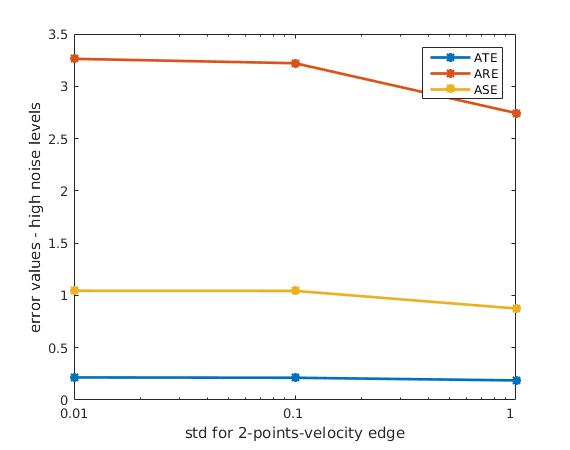 3.5
3
2.5
2
1.5
1
0.5
0
error values - high noise levels
ATE
ARE
ASE
0.01
0.1
1
std for 2-points-velocity edge